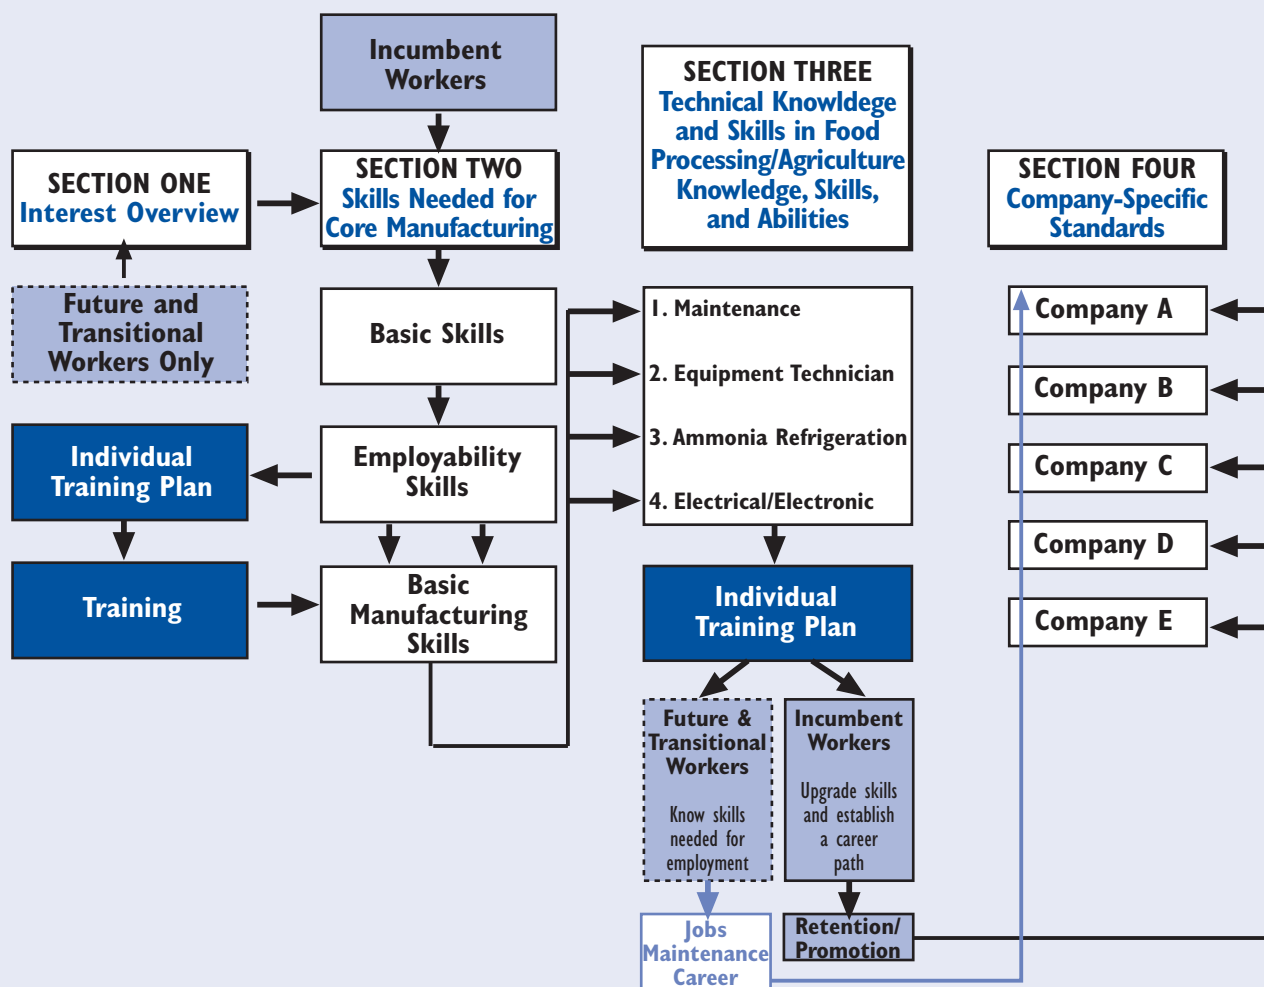 Incumbent
Workers
SECTION ONE
Interest Overview
Future and
Transitional
Workers Only
Individual
Training Plan
Training
SECTION TWO
Skills Needed for
Core Manufacturing
Basic Skills
Employability
Skills
Basic
Manufacturing
Skills
SECTION THREE
Technical Knowldege
and Skills in Food
Processing/Agriculture
Knowledge, Skills,
and Abilities
1. Maintenance
2. Equipment Technician
3. Ammonia Refrigeration
4. Electrical/Electronic
Individual
Training Plan
Future &
Transitional
Workers
Know skills
needed for
employment
Incumbent
Workers
Upgrade skills
and establish
a career
path
Jobs
Maintenance
Career
Retention/
Promotion
SECTION FOUR
Company-Specific
Standards
Company A
Company B
Company C
Company D
Company E